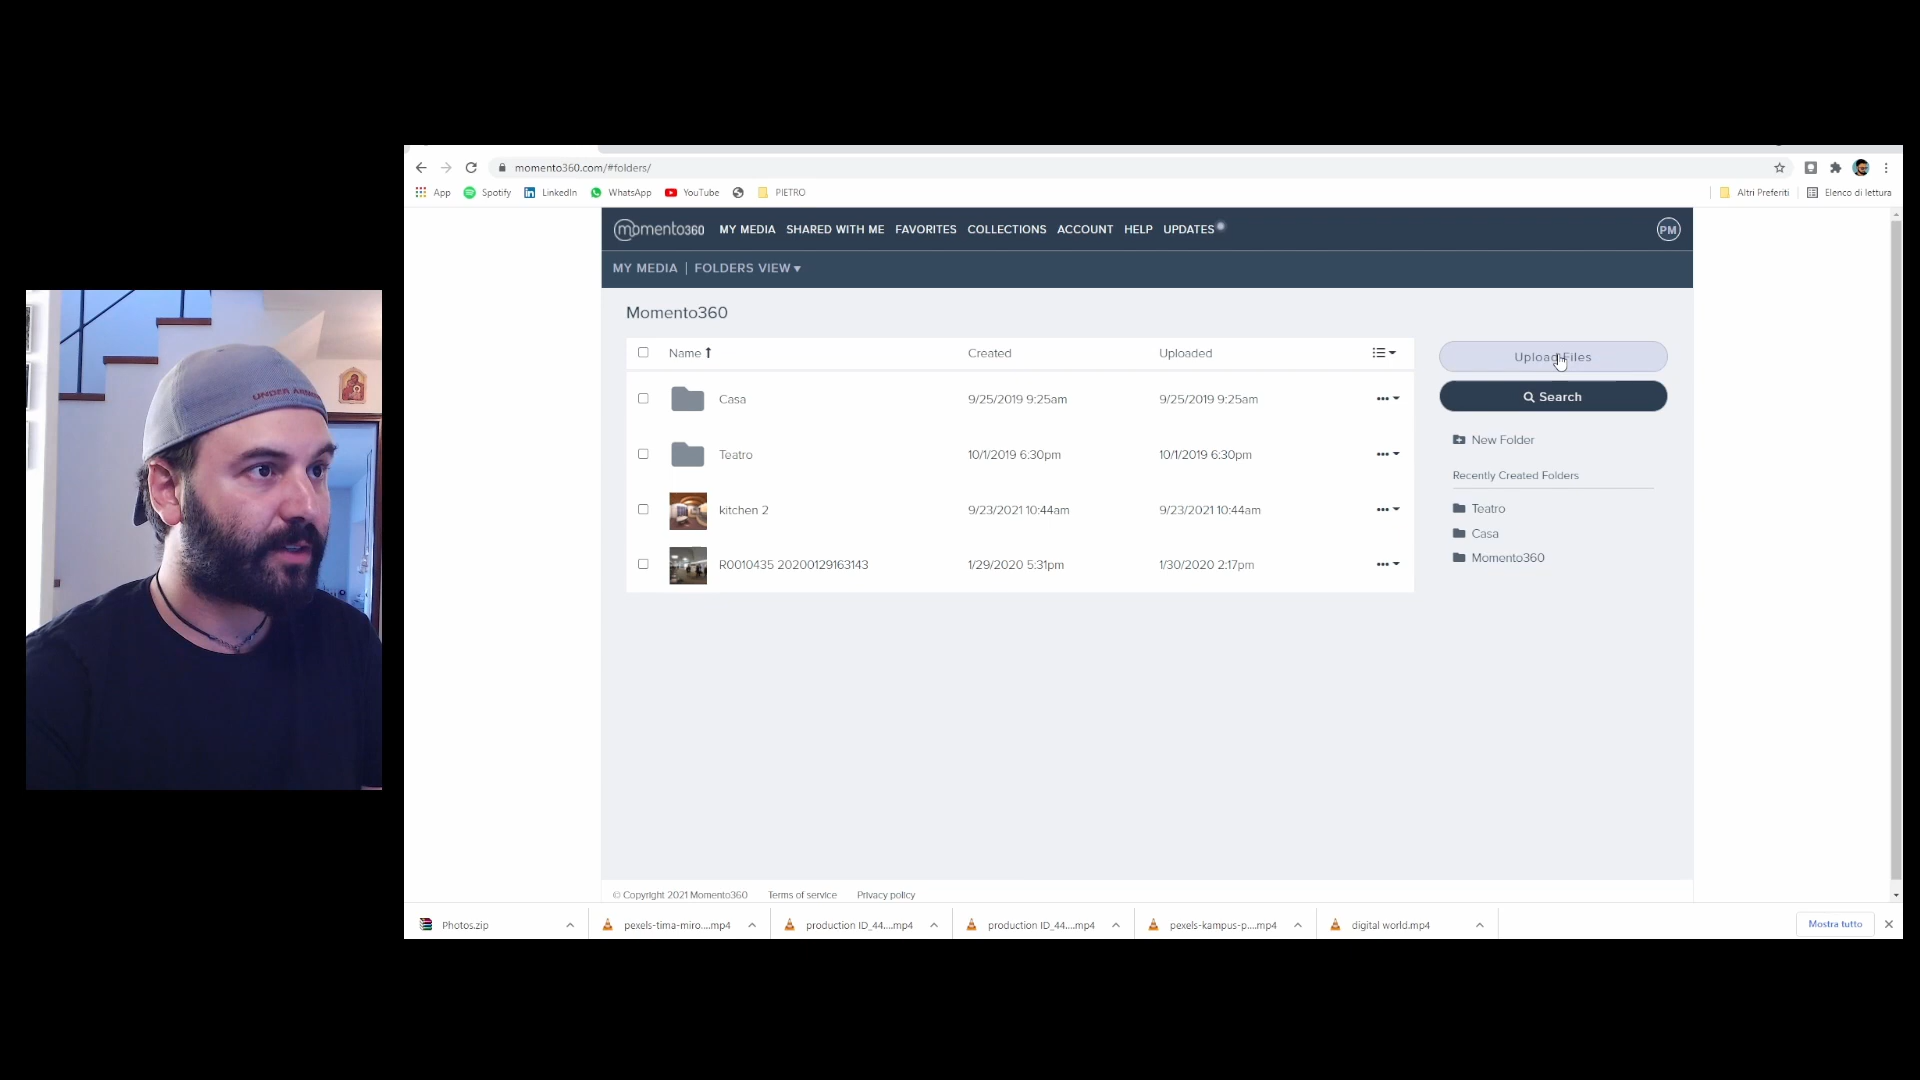 momento360.com/#folders/
App Spotify LinkedIn WhatsApp YouTube PIETRO Altri Preferiti Elenco di lettura
momento360 MY MEDIA SHARED WITH ME FAVORITES COLLECTIONS ACCOUNT HELP UPDATES PM
MY MEDIA | FOLDERS VIEW
Momento360
Name Created Uploaded
Casa 9/25/2019 9:25am 9/25/2019 9:25am
Teatro 10/1/2019 6:30pm 10/1/2019 6:30pm
kitchen 2 9/23/2021 10:44am 9/23/2021 10:44am
R0010435 20200129163143 1/29/2020 5:31pm 1/30/2020 2:17pm
Upload Files
Search
New Folder
Recently Created Folders
Teatro
Casa
Momento360
UNDER
© Copyright 2021 Momento360 Terms of service Privacy policy
Photos.zip pexels-tima-miro....mp4 production ID_44....mp4 production ID_44....mp4 pexels-kampus-p....mp4 digital world.mp4 Mostra tutto